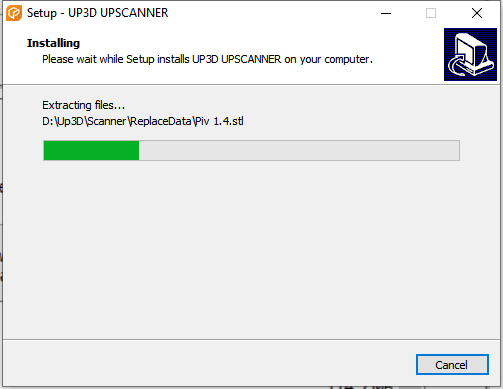 Setup - UP3D UPSCANNER
Installing
Please wait while Setup installs UP3D UPSCANNER on your computer.
Extracting files...
D:\Up3D\Scanner\ReplaceData\Piv 1.4.stl
Cancel